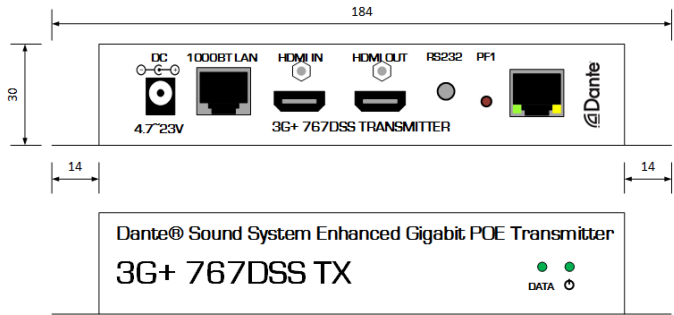 184
DC 1000BT LAN HDMI IN HDMI OUT RS232 PF1
30
4.7~23V 3G+ 767DSS TRANSMITTER
Dante
14 14
Dante® Sound System Enhanced Gigabit POE Transmitter
3G+ 767DSS TX
DATA